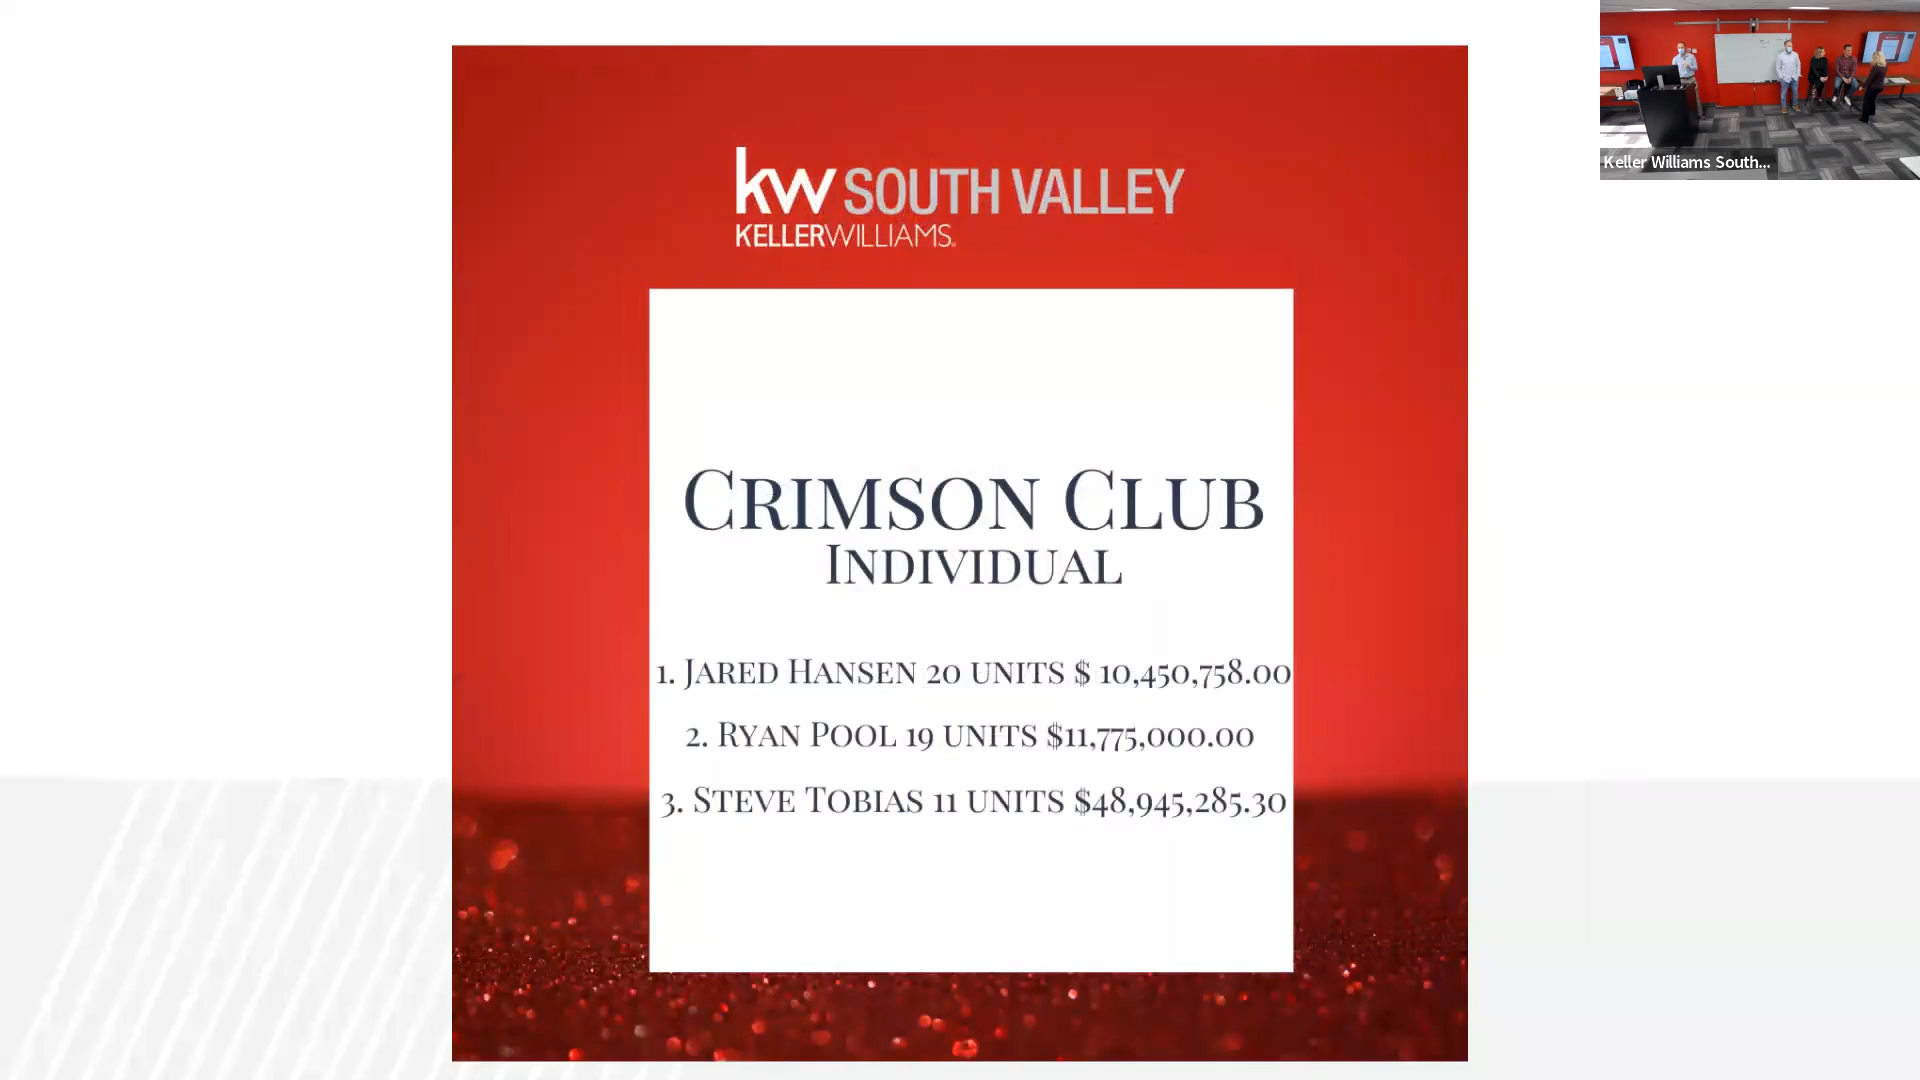 kw SOUTH VALLEY
KELLERWILLIAMS.
Keller Williams South...
CRIMSON CLUB
INDIVIDUAL
1. JARED HANSEN 20 UNITS $ 10,450,758.00
2. RYAN POOL 19 UNITS $11,775,000.00
3. STEVE TOBIAS 11 UNITS $48,945,285.30